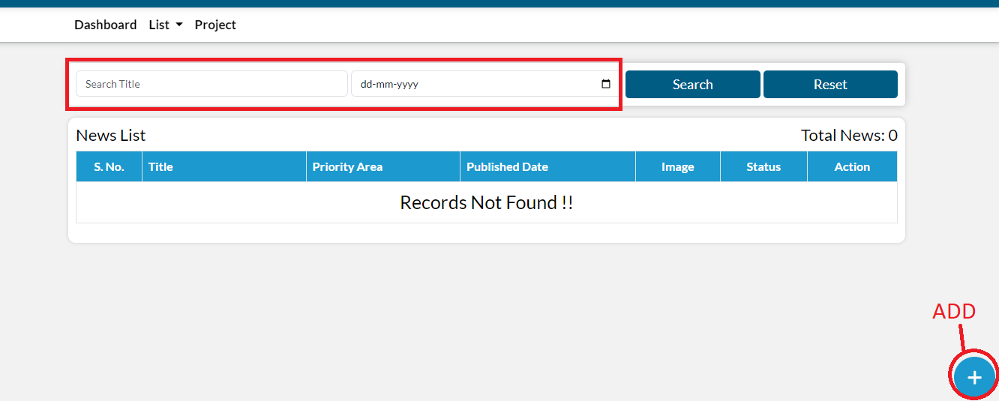 Dashboard List Project
Search Title dd-mm-yyyy Search Reset
News List Total News: 0
S. No. Title Priority Area Published Date Image Status Action
Records Not Found !!
ADD
+